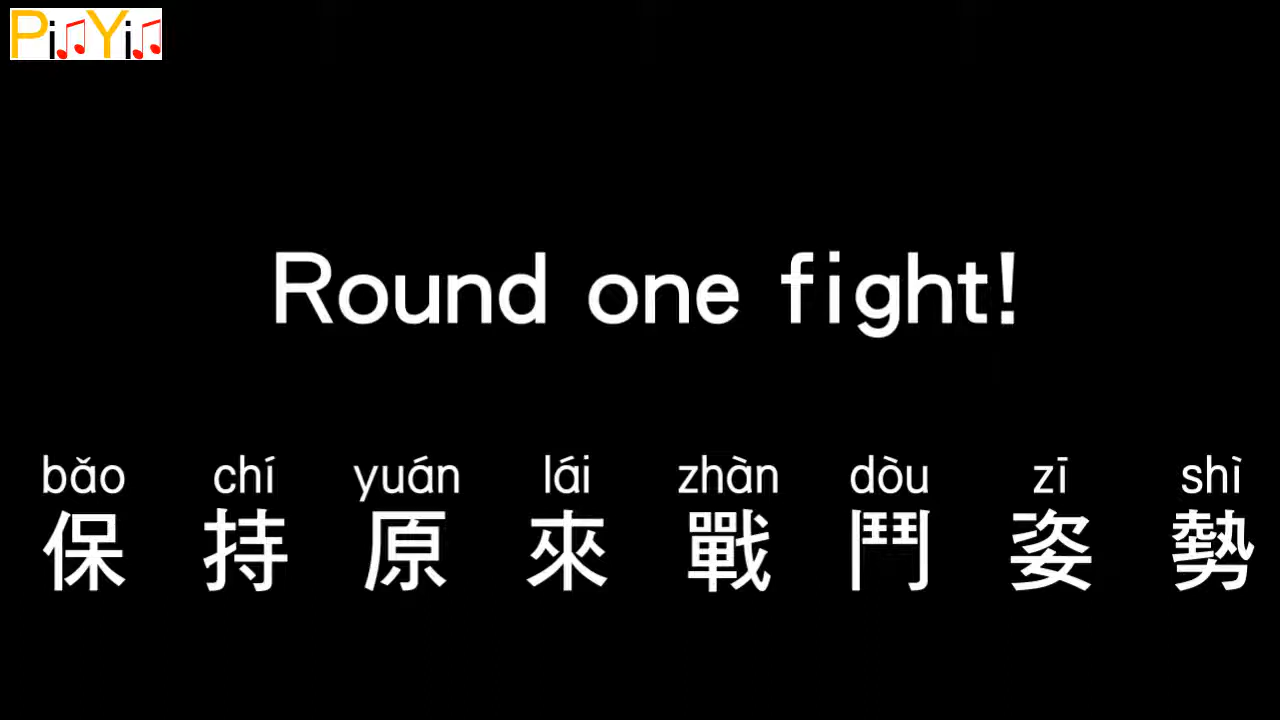 PinYin
Round one fight!
bǎo chí yuán lái zhàn dòu zī shì
保 持 原 來 戰 鬥 姿 勢